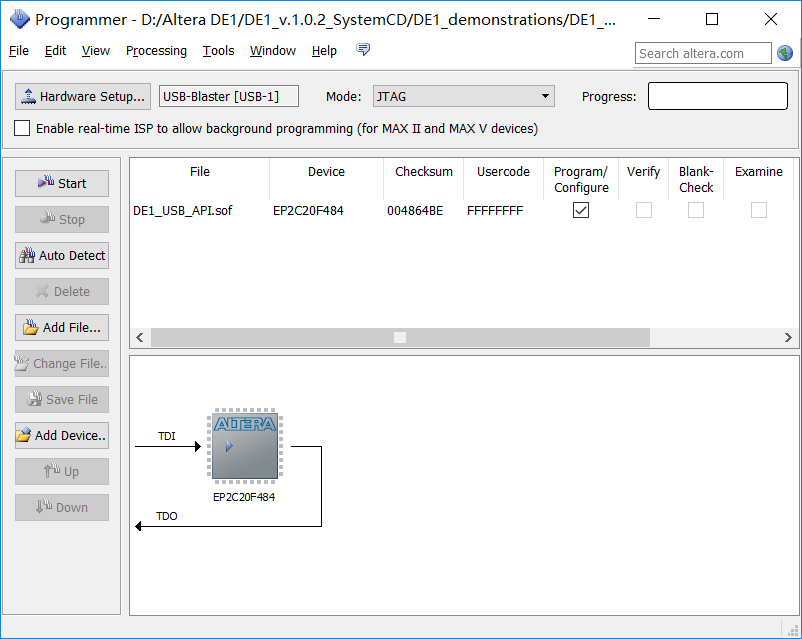 Programmer - D:/Altera DE1/DE1_v.1.0.2_SystemCD/DE1_demonstrations/DE1_...
File Edit View Processing Tools Window Help
Search altera.com
Hardware Setup... USB-Blaster [USB-1] Mode: JTAG Progress:
Enable real-time ISP to allow background programming (for MAX II and MAX V devices)
Start
Stop
Auto Detect
Delete
Add File...
Change File..
Save File
Add Device..
Up
Down
File Device Checksum Usercode Program/ Verify Blank- Examine
Configure Check
DE1_USB_API.sof EP2C20F484 004864BE FFFFFFFF
ALTERA
TDI
EP2C20F484
TDO